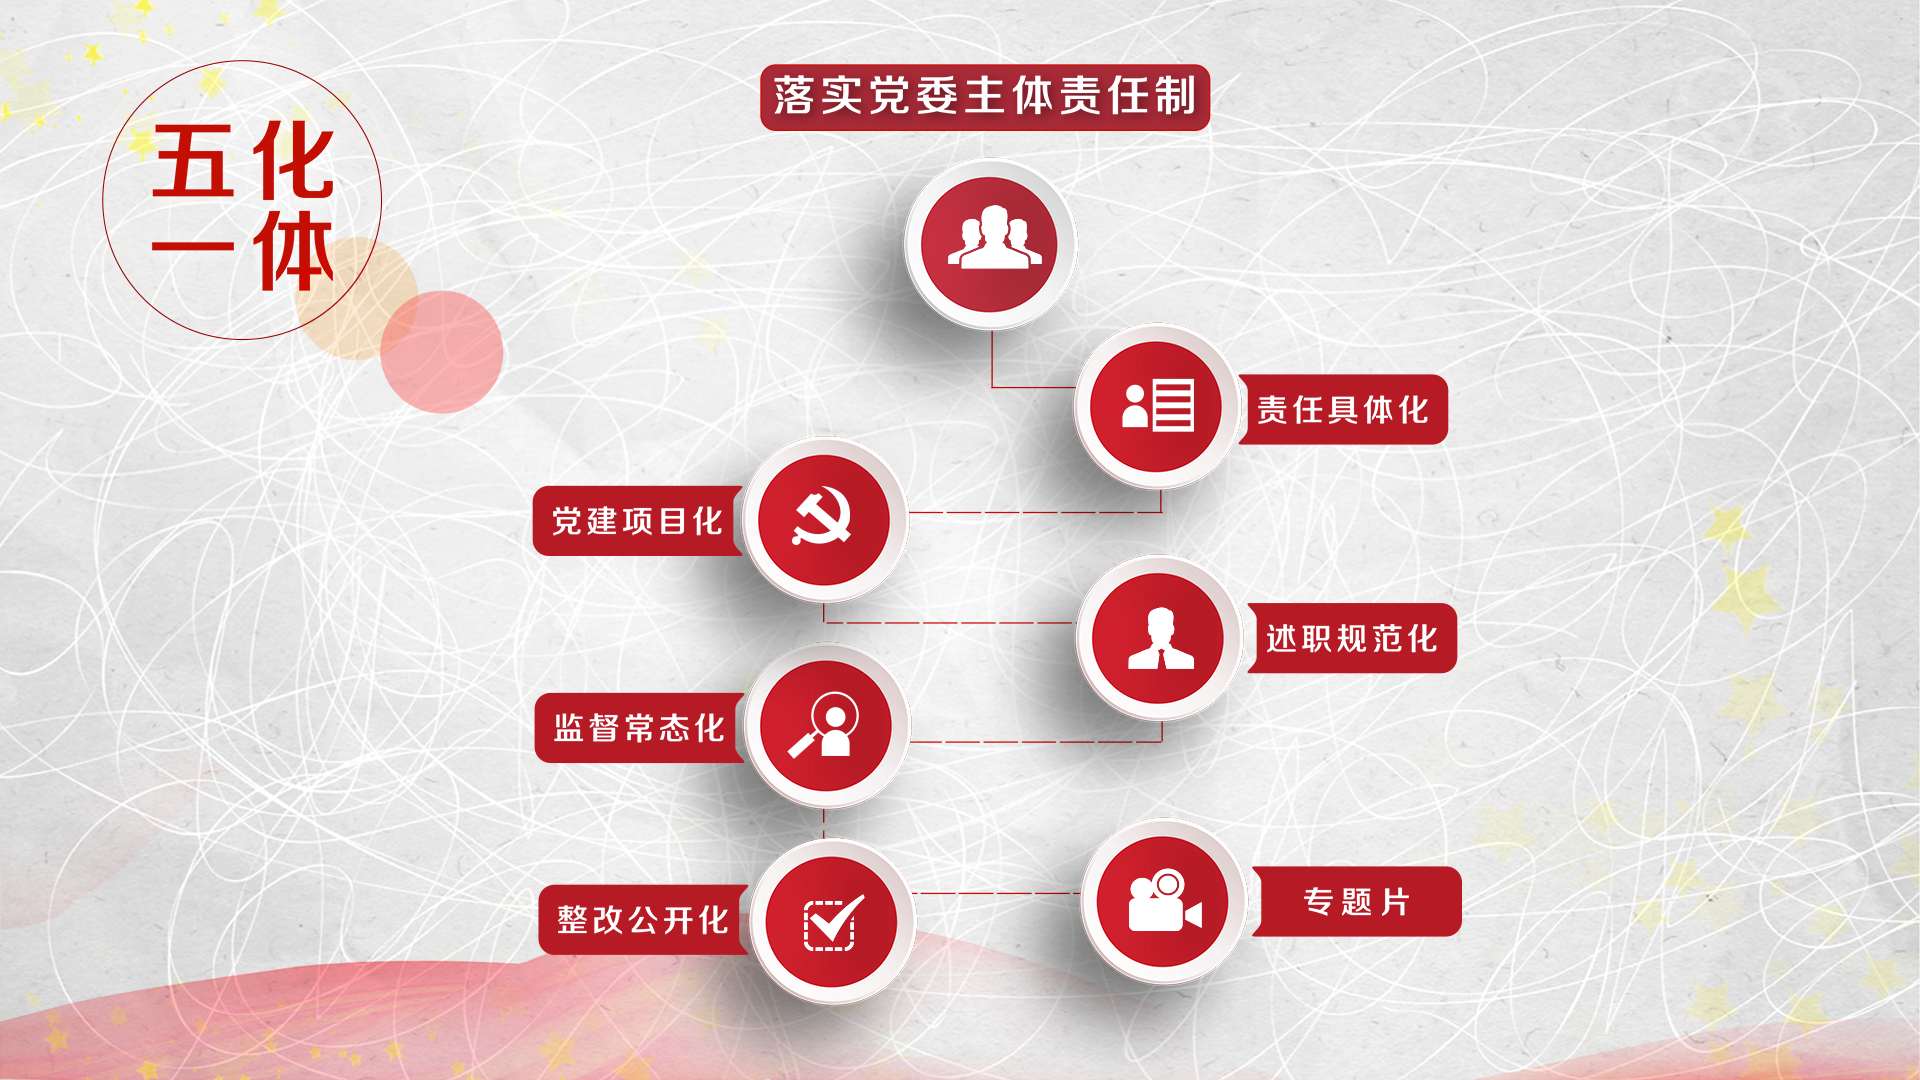 五化
一体
落实党委主体责任制
责任具体化
党建项目化
述职规范化
监督常态化
整改公开化
专题片